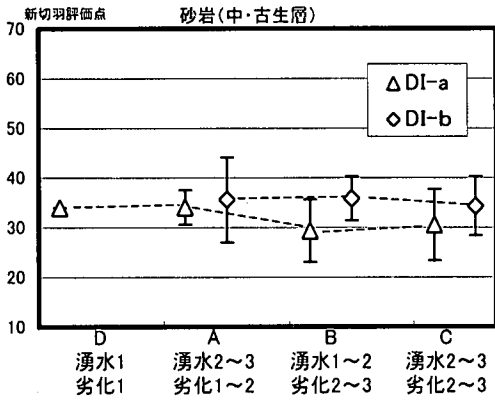 新切羽評価点
砂岩(中・古生層)
70
60
50
40
30
20
10
△ DI-a
◇ DI-b
D A B C
湧水1 湧水2～3 湧水1～2 湧水2～3
劣化1 劣化1～2 劣化2～3 劣化2～3